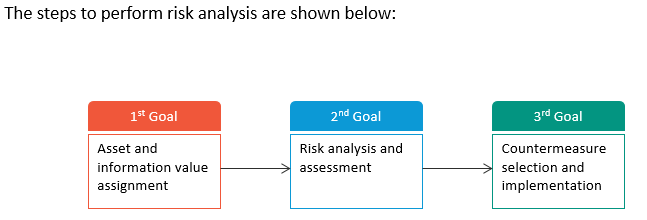 The steps to perform risk analysis are shown below:
1st Goal
2nd Goal
3rd Goal
Asset and
information value
assignment
Risk analysis and
assessment
Countermeasure
selection and
implementation